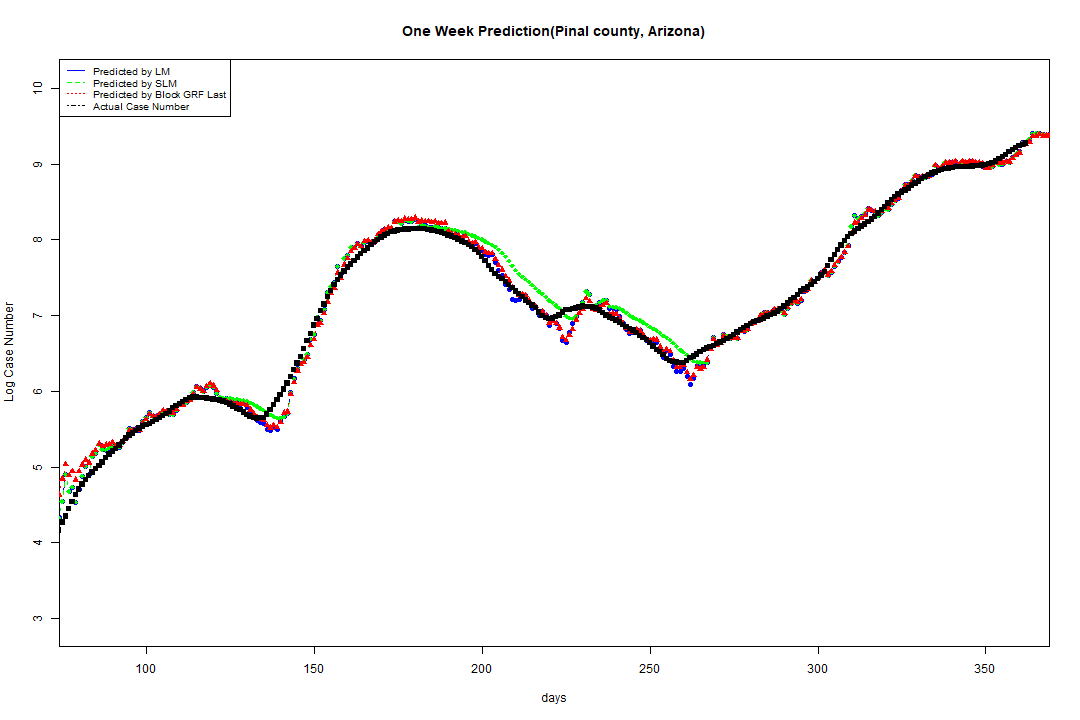 One Week Prediction(Pinal county, Arizona)
Predicted by LM
Predicted by SLM
Predicted by Block GRF Last
Actual Case Number
Log Case Number
10
9
8
7
6
5
4
3
100 150 200 250 300 350
days